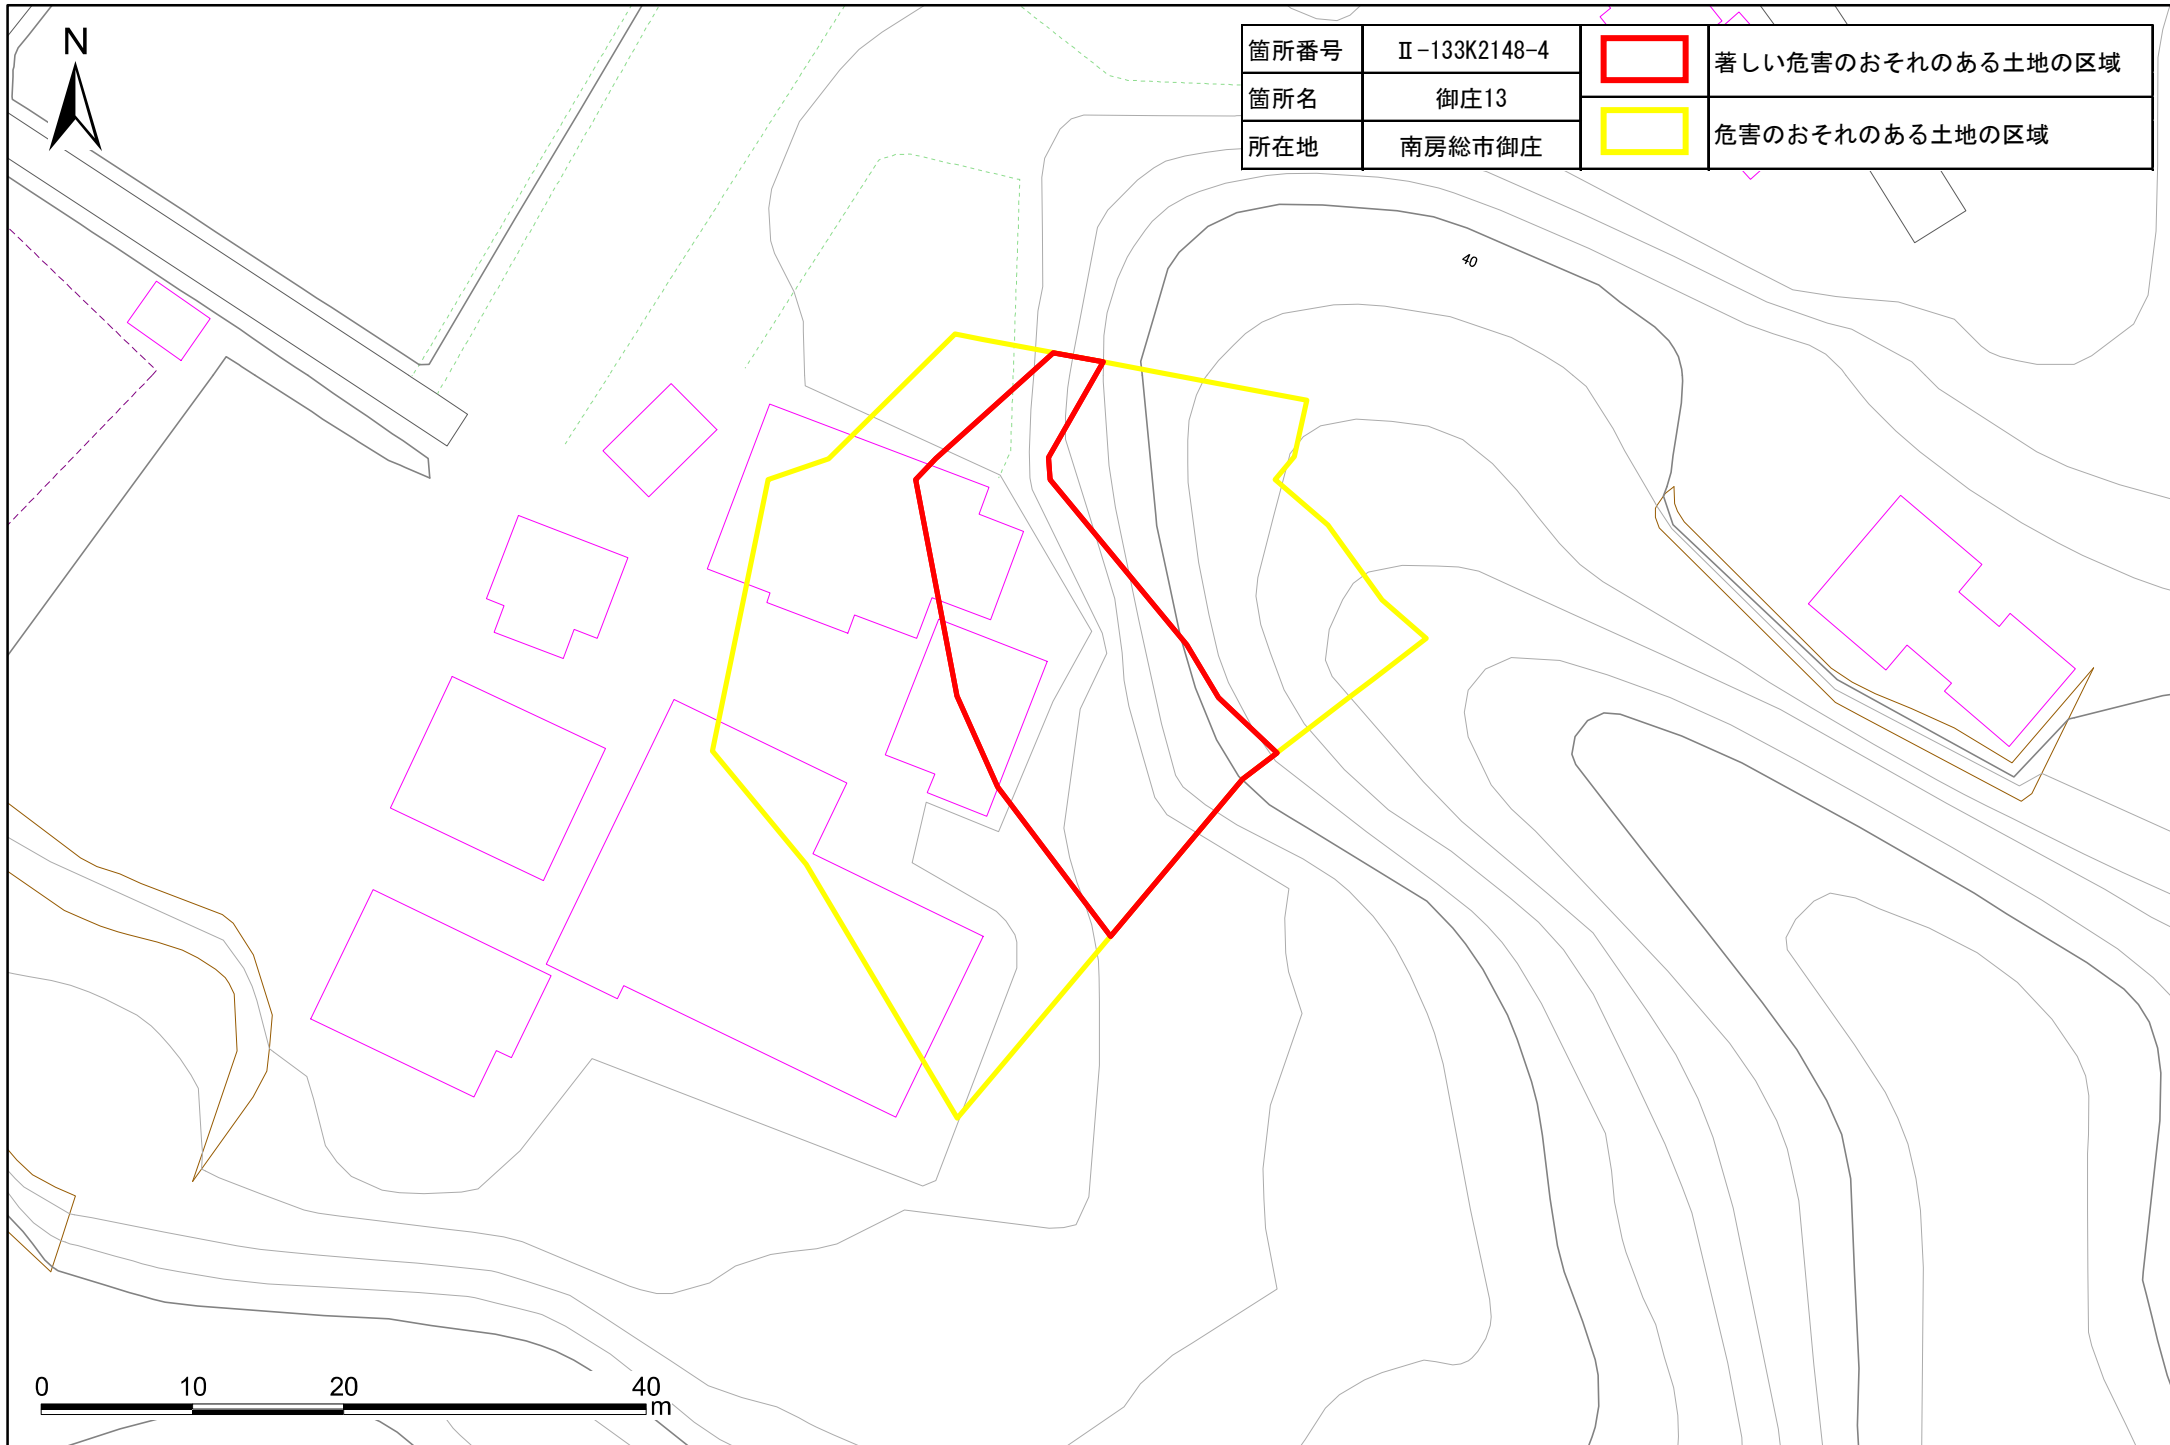 N
箇所番号 Ⅱ-133K2148-4
箇所名 御庄13
所在地 南房総市御庄
著しい危害のおそれのある土地の区域
危害のおそれのある土地の区域
40
0 10 20 40
m